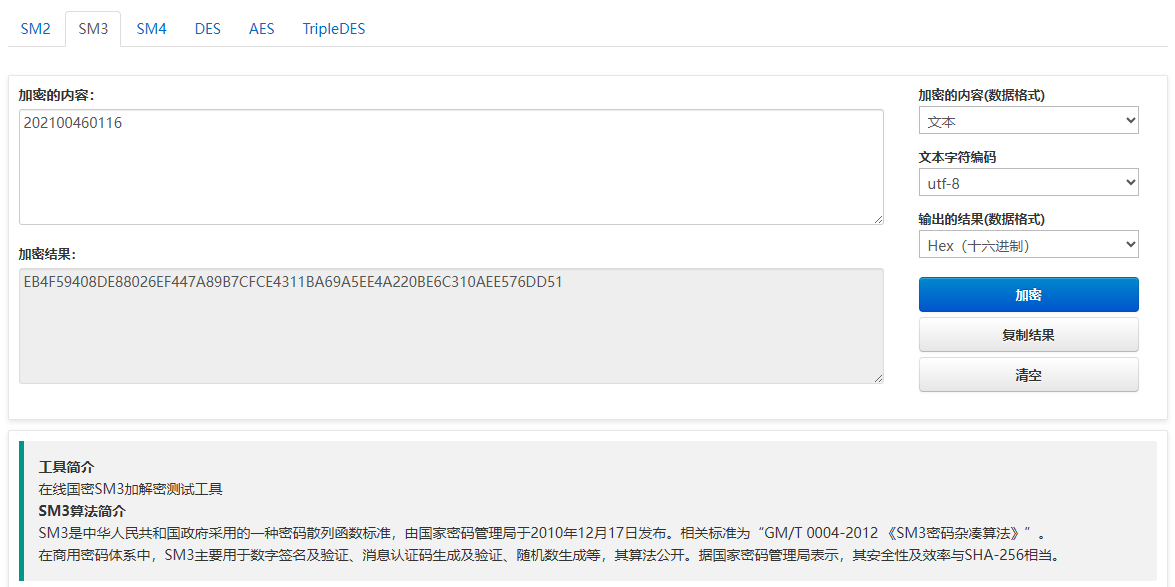 SM2 SM3 SM4 DES AES TripleDES
加密的内容：
202100460116
加密的内容(数据格式)
文本
文本字符编码
utf-8
输出的结果(数据格式)
Hex（十六进制）
加密结果：
EB4F59408DE88026EF447A89B7CFCE4311BA69A5EE4A220BE6C310AEE576DD51
加密
复制结果
清空
工具简介
在线国密SM3加解密测试工具
SM3算法简介
SM3是中华人民共和国政府采用的一种密码散列函数标准，由国家密码管理局于2010年12月17日发布。相关标准为“GM/T 0004-2012 《SM3密码杂凑算法》”。
在商用密码体系中，SM3主要用于数字签名及验证、消息认证码生成及验证、随机数生成等，其算法公开。据国家密码管理局表示，其安全性及效率与SHA-256相当。